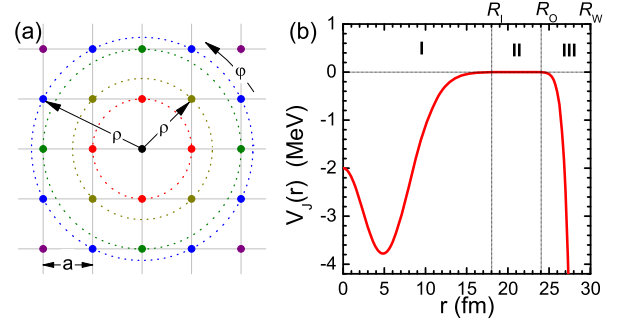 (a)
φ
ρ
ρ
a
(b)
R_I R_O R_W
I II III
1
0
-1
-2
-3
-4
V_J(r) (MeV)
0 5 10 15 20 25 30
r (fm)